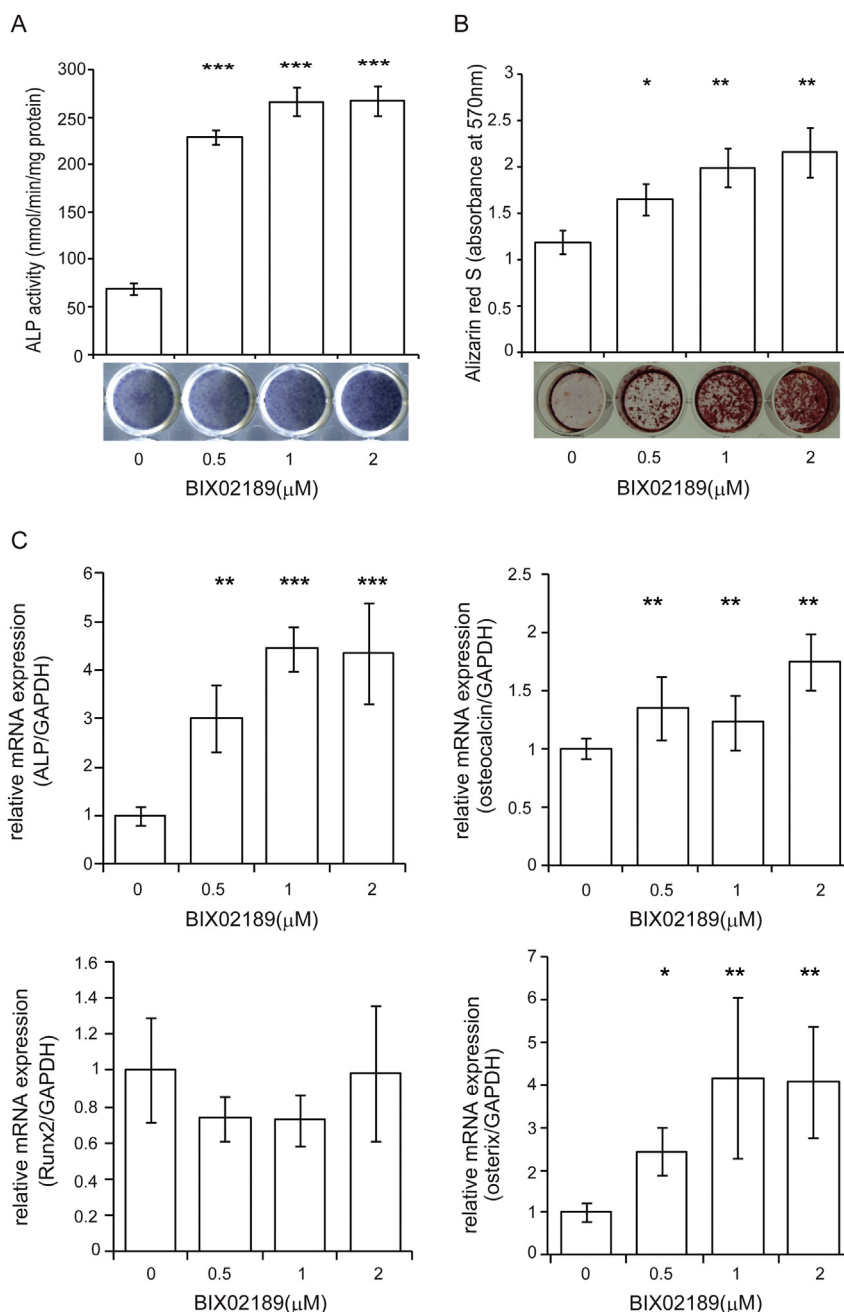 A
ALP activity (nmol/min/mg protein)
300
250
200
150
100
50
0
*** *** ***
0 0.5 1 2
BIX02189(μM)
B
Alizarin red S (absorbance at 570nm)
3
2.5
2
1.5
1
0.5
0
* ** **
0 0.5 1 2
BIX02189(μM)
C
relative mRNA expression
(ALP/GAPDH)
6
5
4
3
2
1
0
** *** ***
0 0.5 1 2
BIX02189(μM)
relative mRNA expression
(osteocalcin/GAPDH)
2.5
2
1.5
1
0.5
0
** ** **
0 0.5 1 2
BIX02189(μM)
relative mRNA expression
(Runx2/GAPDH)
1.6
1.4
1.2
1
0.8
0.6
0.4
0.2
0
0 0.5 1 2
BIX02189(μM)
relative mRNA expression
(osterix/GAPDH)
7
6
5
4
3
2
1
0
* ** **
0 0.5 1 2
BIX02189(μM)